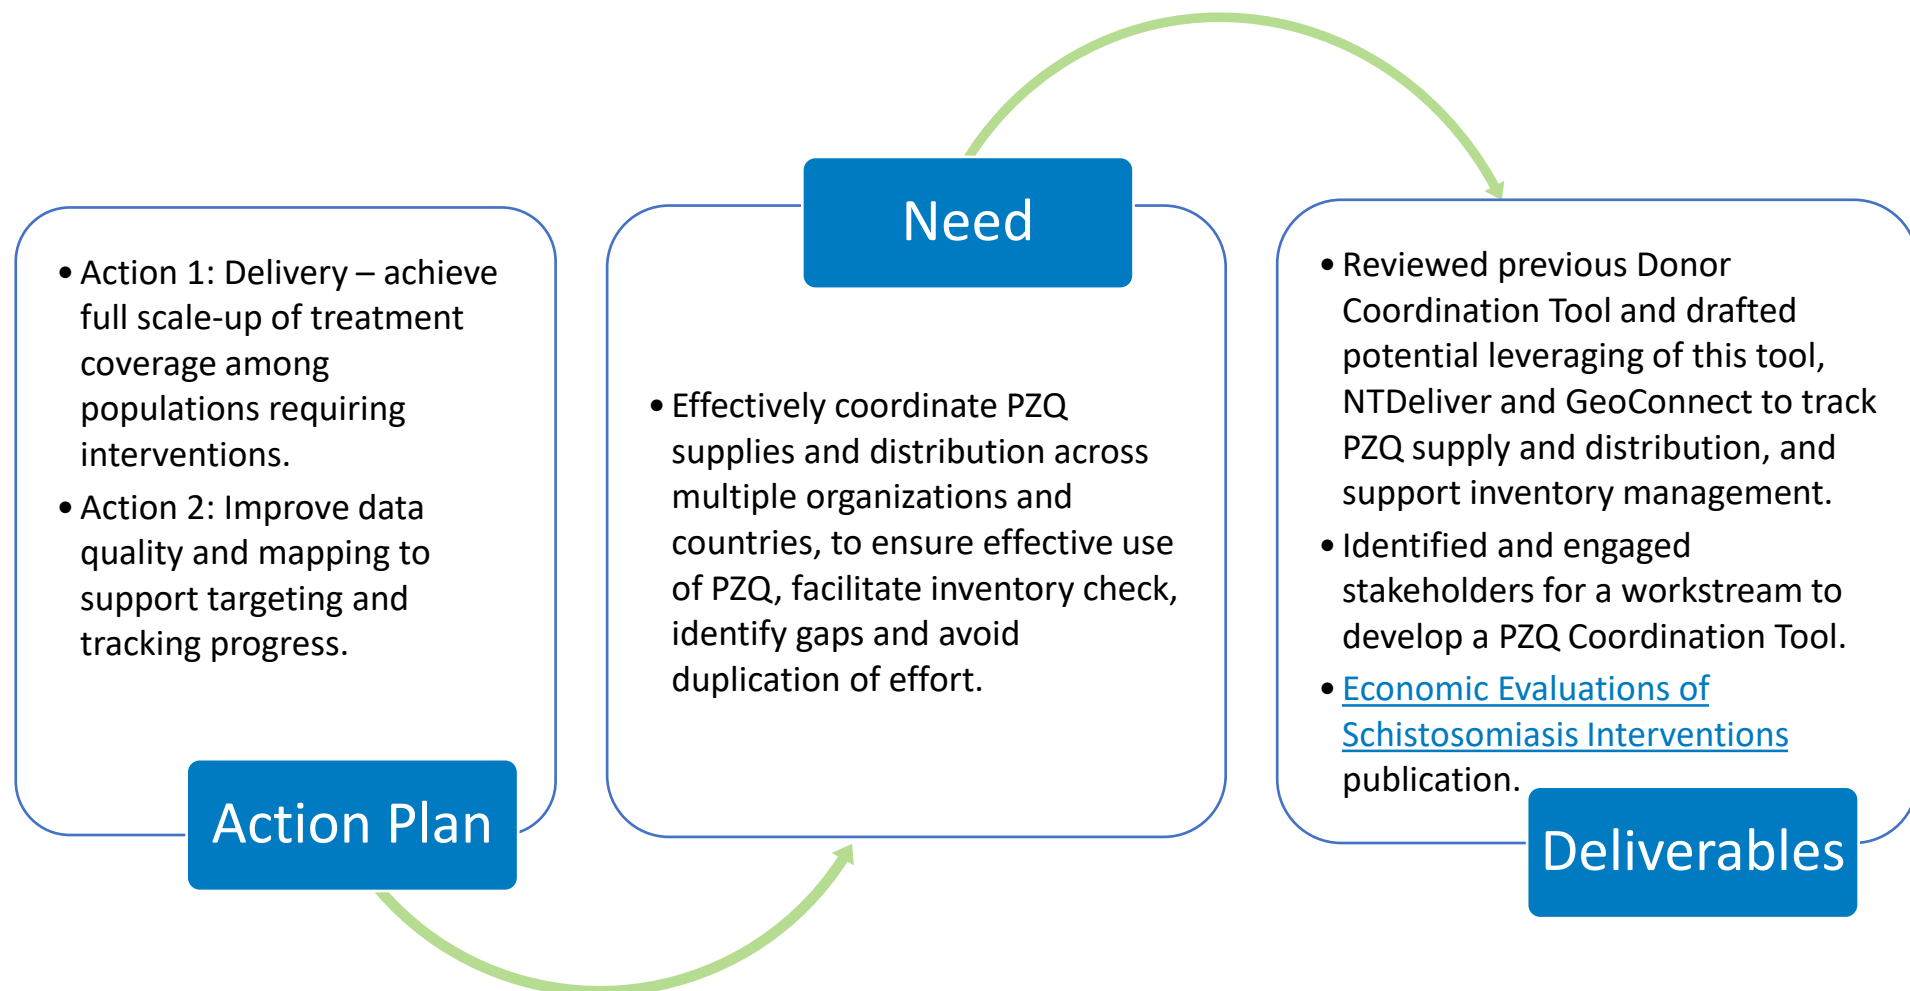 • Action 1: Delivery – achieve
full scale-up of treatment
coverage among
populations requiring
interventions.
• Action 2: Improve data
quality and mapping to
support targeting and
tracking progress.
Action Plan
Need
• Effectively coordinate PZQ
supplies and distribution across
multiple organizations and
countries, to ensure effective use
of PZQ, facilitate inventory check,
identify gaps and avoid
duplication of effort.
• Reviewed previous Donor
Coordination Tool and drafted
potential leveraging of this tool,
NTDeliver and GeoConnect to track
PZQ supply and distribution, and
support inventory management.
• Identified and engaged
stakeholders for a workstream to
develop a PZQ Coordination Tool.
• Economic Evaluations of
Schistosomiasis Interventions
publication.
Deliverables